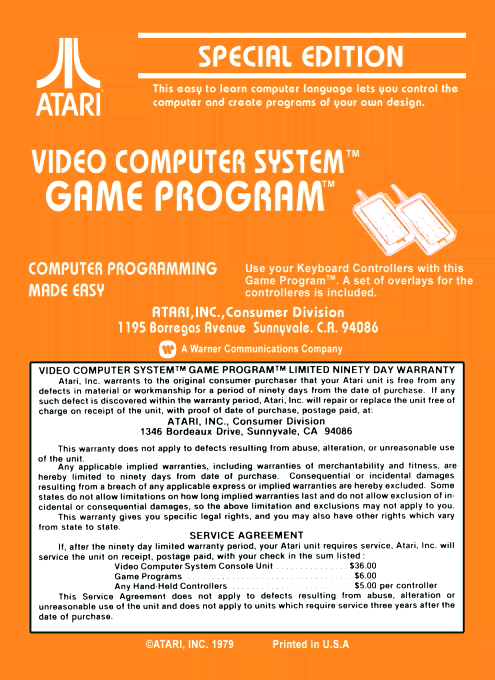 SPECIAL EDITION
ATARI®
This easy to learn computer language lets you control the
computer and create programs of your own design.
VIDEO COMPUTER SYSTEM™
GAME PROGRAM™
COMPUTER PROGRAMMING
MADE EASY
Use your Keyboard Controllers with this
Game Program™. A set of overlays for the
controlleres is included.
ATARI,INC.,Consumer Division
1195 Borregas Avenue Sunnyvale. C.A. 94086
A Warner Communications Company
VIDEO COMPUTER SYSTEM™ GAME PROGRAM™ LIMITED NINETY DAY WARRANTY
Atari, Inc. warrants to the original consumer purchaser that your Atari unit is free from any
defects in material or workmanship for a period of ninety days from the date of purchase. If any
such defect is discovered within the warranty period, Atari, Inc. will repair or replace the unit free of
charge on receipt of the unit, with proof of date of purchase, postage paid, at:
ATARI, INC., Consumer Division
1346 Bordeaux Drive, Sunnyvale, CA 94086
This warranty does not apply to defects resulting from abuse, alteration, or unreasonable use
of the unit.
Any applicable implied warranties, including warranties of merchantability and fitness, are
hereby limited to ninety days from date of purchase. Consequential or incidental damages
resulting from a breach of any applicable express or implied warranties are hereby excluded. Some
states do not allow limitations on how long implied warranties last and do not allow exclusion of in-
cidental or consequential damages, so the above limitation and exclusions may not apply to you.
This warranty gives you specific legal rights, and you may also have other rights which vary
from state to state.
SERVICE AGREEMENT
If, after the ninety day limited warranty period, your Atari unit requires service, Atari, Inc. will
service the unit on receipt, postage paid, with your check in the sum listed :
Video Computer System Console Unit . . . . . . . . . . . . . . . $36.00
Game Programs . . . . . . . . . . . . . . . . . . . . . . . . . . . $6.00
Any Hand-Held Controllers . . . . . . . . . . . . . . . . . . . . $5.00 per controller
This Service Agreement does not apply to defects resulting from abuse, alteration or
unreasonable use of the unit and does not apply to units which require service three years after the
date of purchase.
©ATARI, INC. 1979 Printed in U.S.A